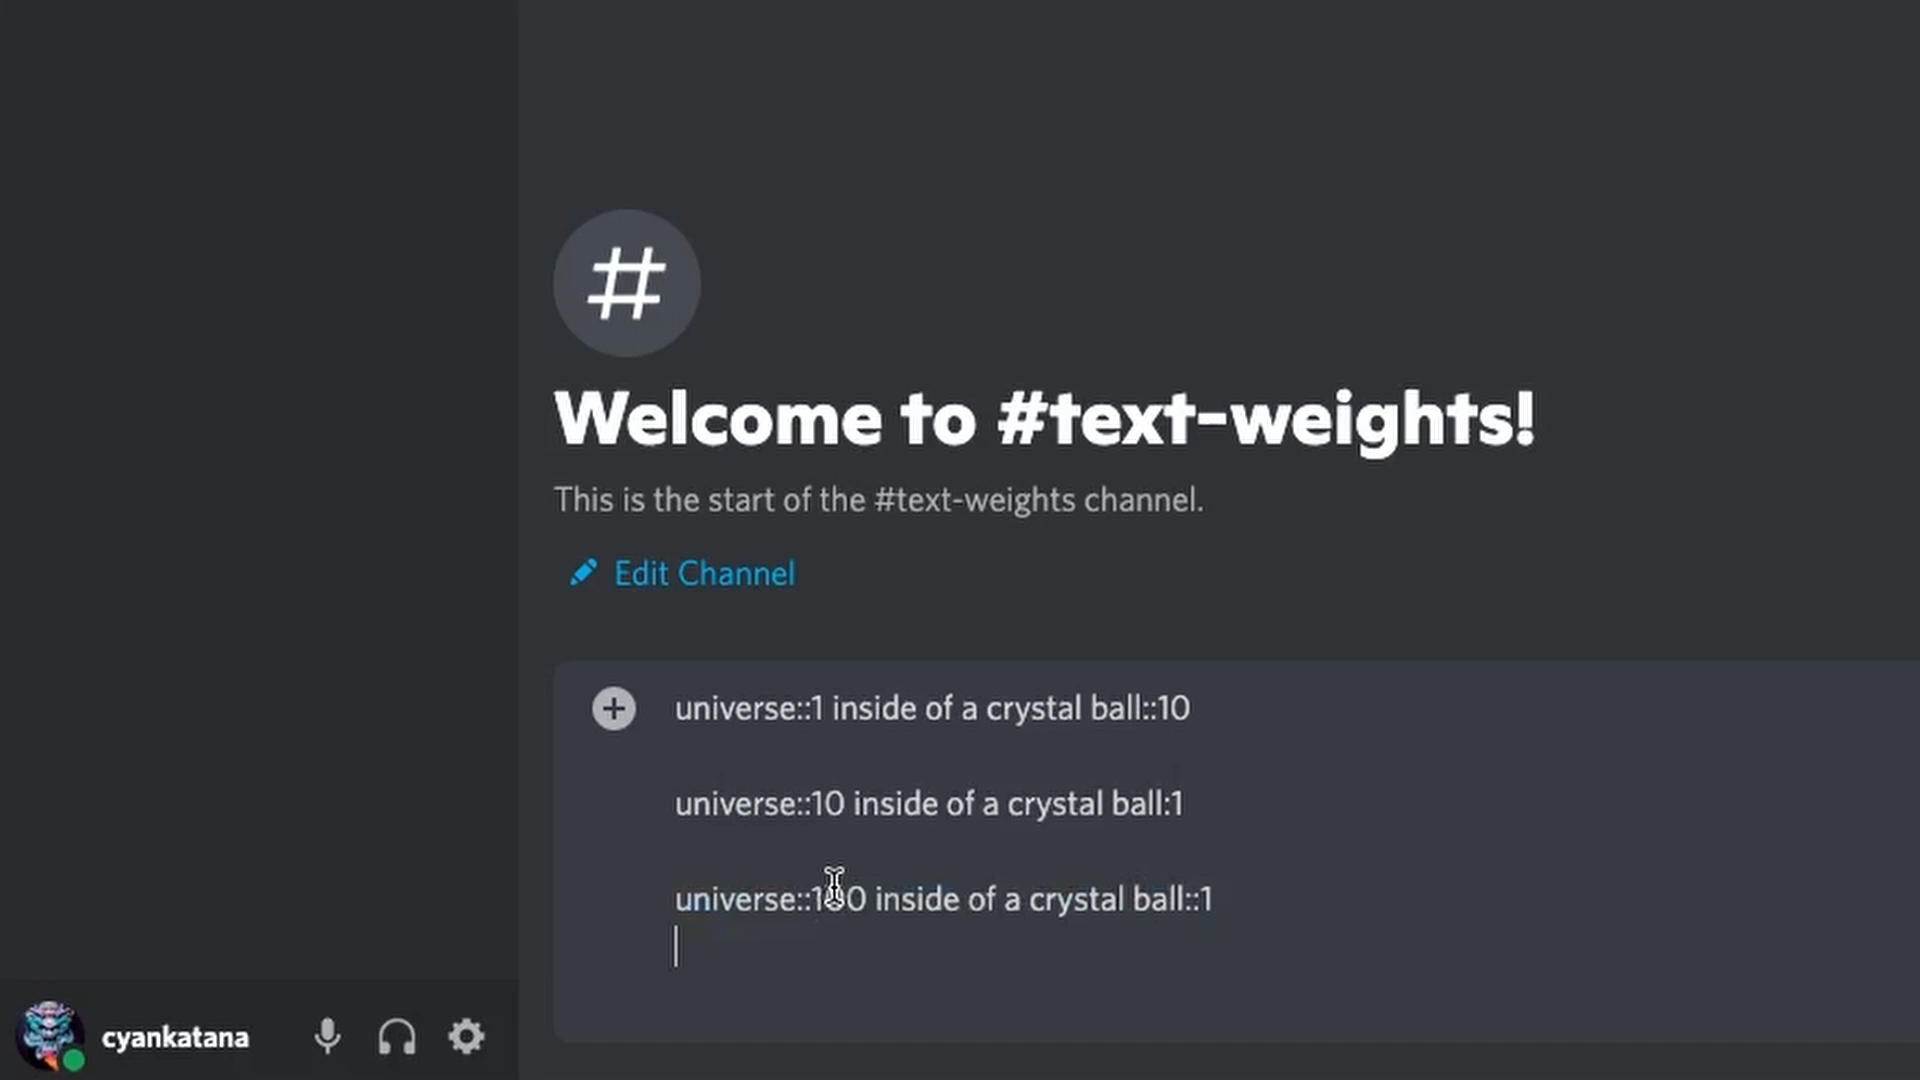 #
Welcome to #text-weights!
This is the start of the #text-weights channel.
Edit Channel
universe::1 inside of a crystal ball::10
universe::10 inside of a crystal ball:1
universe::100 inside of a crystal ball::1
cyankatana